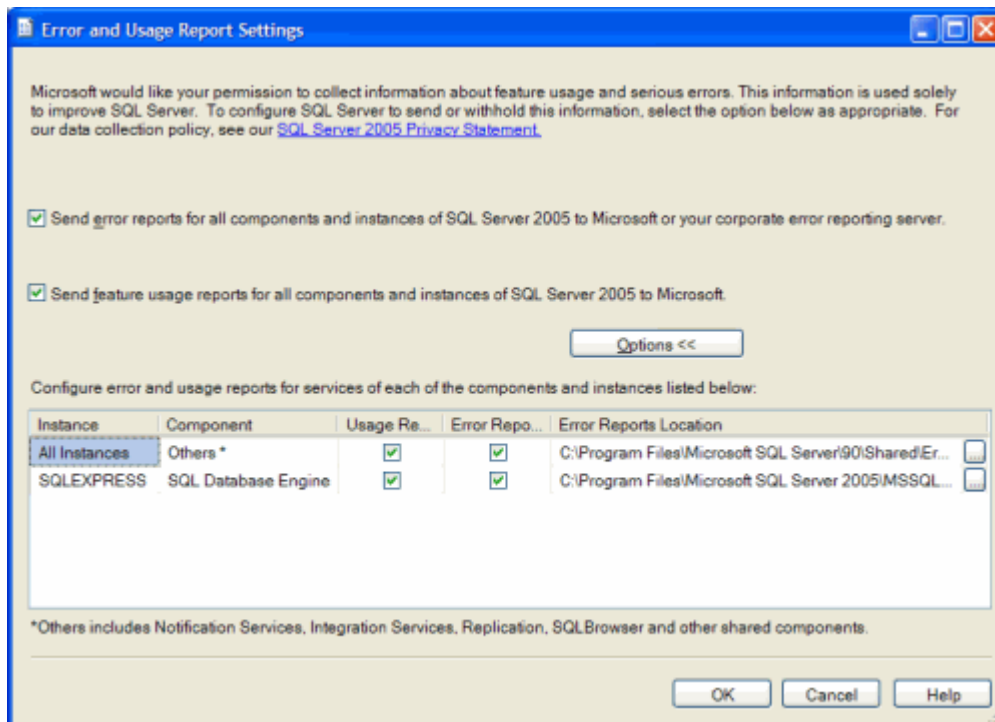 Error and Usage Report Settings
Microsoft would like your permission to collect information about feature usage and serious errors. This information is used solely
to improve SQL Server. To configure SQL Server to send or withhold this information, select the option below as appropriate. For
our data collection policy, see our SQL Server 2005 Privacy Statement.
Send error reports for all components and instances of SQL Server 2005 to Microsoft or your corporate error reporting server.
Send feature usage reports for all components and instances of SQL Server 2005 to Microsoft.
Options <<
Configure error and usage reports for services of each of the components and instances listed below:
Instance Component Usage Re... Error Repo... Error Reports Location
All Instances Others * C:\Program Files\Microsoft SQL Server\90\Shared\Er... ...
SQLEXPRESS SQL Database Engine C:\Program Files\Microsoft SQL Server 2005\MSSQL... ...
*Others includes Notification Services, Integration Services, Replication, SQLBrowser and other shared components.
OK Cancel Help